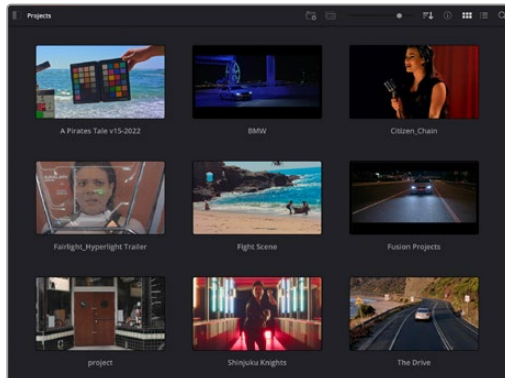 Projects
A Pirates Tale v15-2022
BMW
Citizen_Chain
Fairlight_Hyperlight Trailer
Fight Scene
Fusion Projects
project
Shinjuku Knights
The Drive